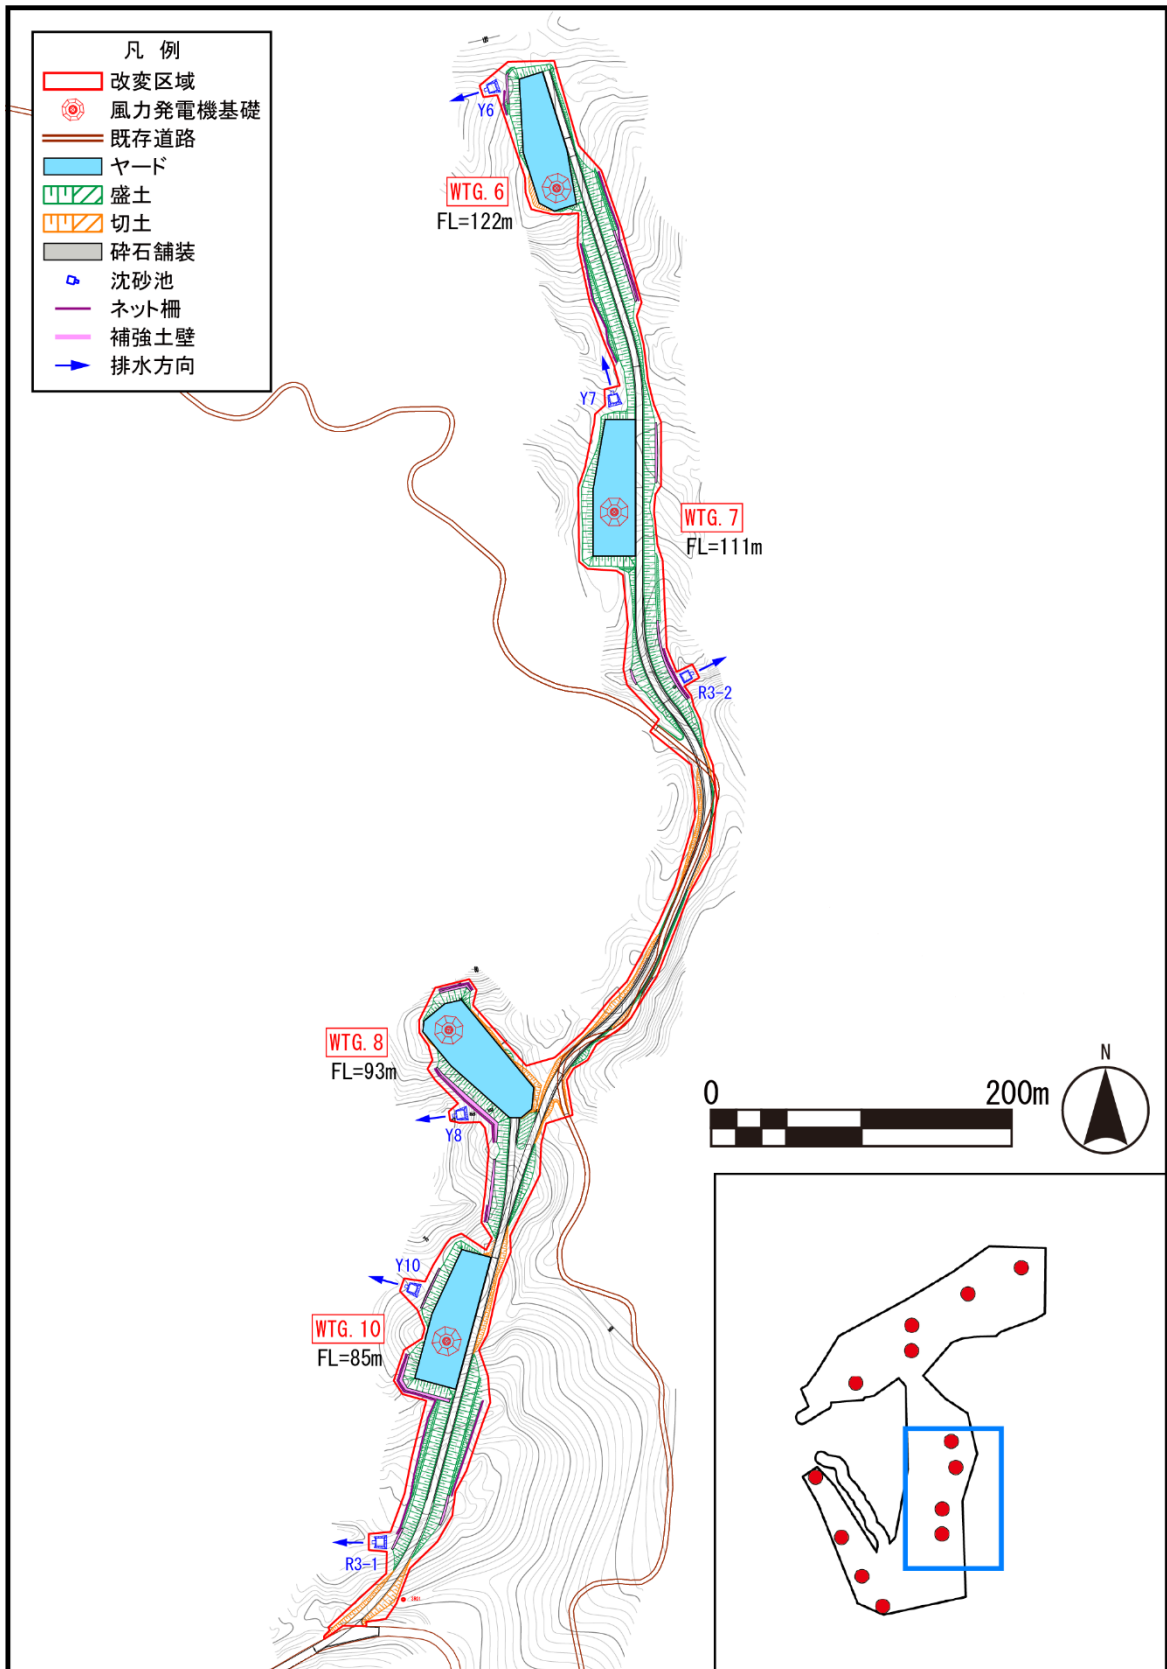 凡 例
改変区域
風力発電機基礎
既存道路
ヤード
盛土
切土
砕石舗装
沈砂池
ネット柵
補強土壁
排水方向
Y6
WTG. 6
FL=122m
Y7
WTG. 7
FL=111m
R3-2
WTG. 8
FL=93m
Y8
N
0 200m
Y10
WTG. 10
FL=85m
R3-1